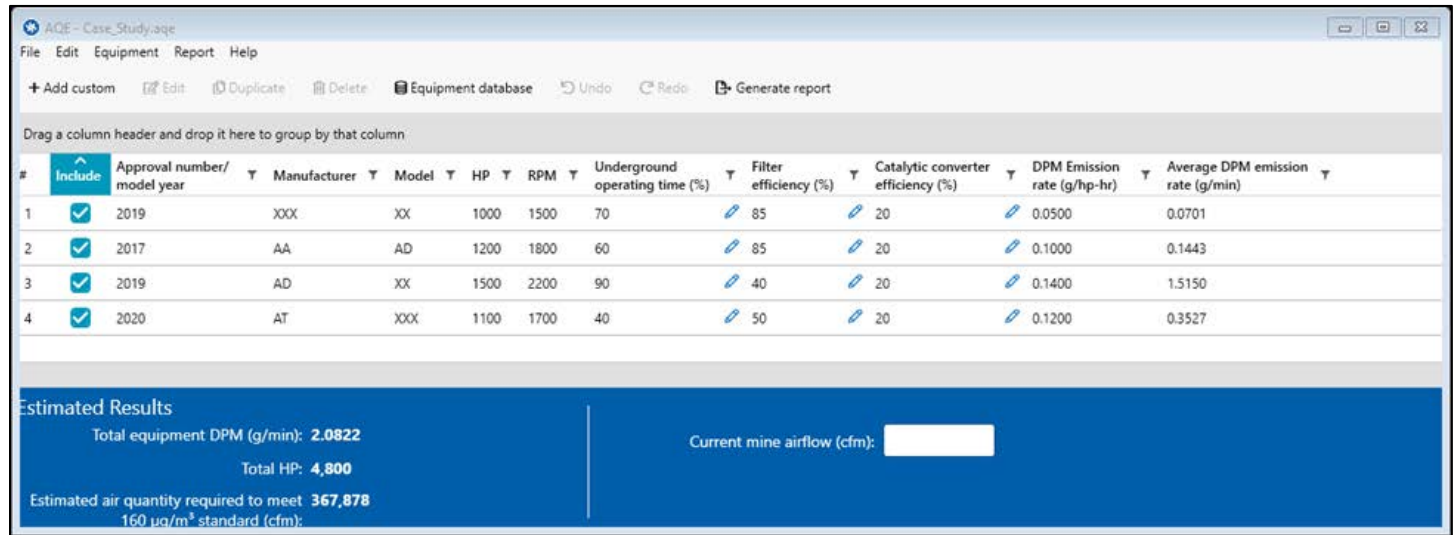 AQE - Case_Study.aqe
File Edit Equipment Report Help
+ Add custom Edit Duplicate Delete Equipment database Undo Redo Generate report
Drag a column header and drop it here to group by that column
# Include Approval number/ model year Manufacturer Model HP RPM Underground operating time (%) Filter efficiency (%) Catalytic converter efficiency (%) DPM Emission rate (g/hp-hr) Average DPM emission rate (g/min)
1 2019 XXX XX 1000 1500 70 85 20 0.0500 0.0701
2 2017 AA AD 1200 1800 60 85 20 0.1000 0.1443
3 2019 AD XX 1500 2200 90 40 20 0.1400 1.5150
4 2020 AT XXX 1100 1700 40 50 20 0.1200 0.3527
Estimated Results
Total equipment DPM (g/min): 2.0822
Current mine airflow (cfm):
Total HP: 4,800
Estimated air quantity required to meet 367,878
160 µg/m³ standard (cfm):